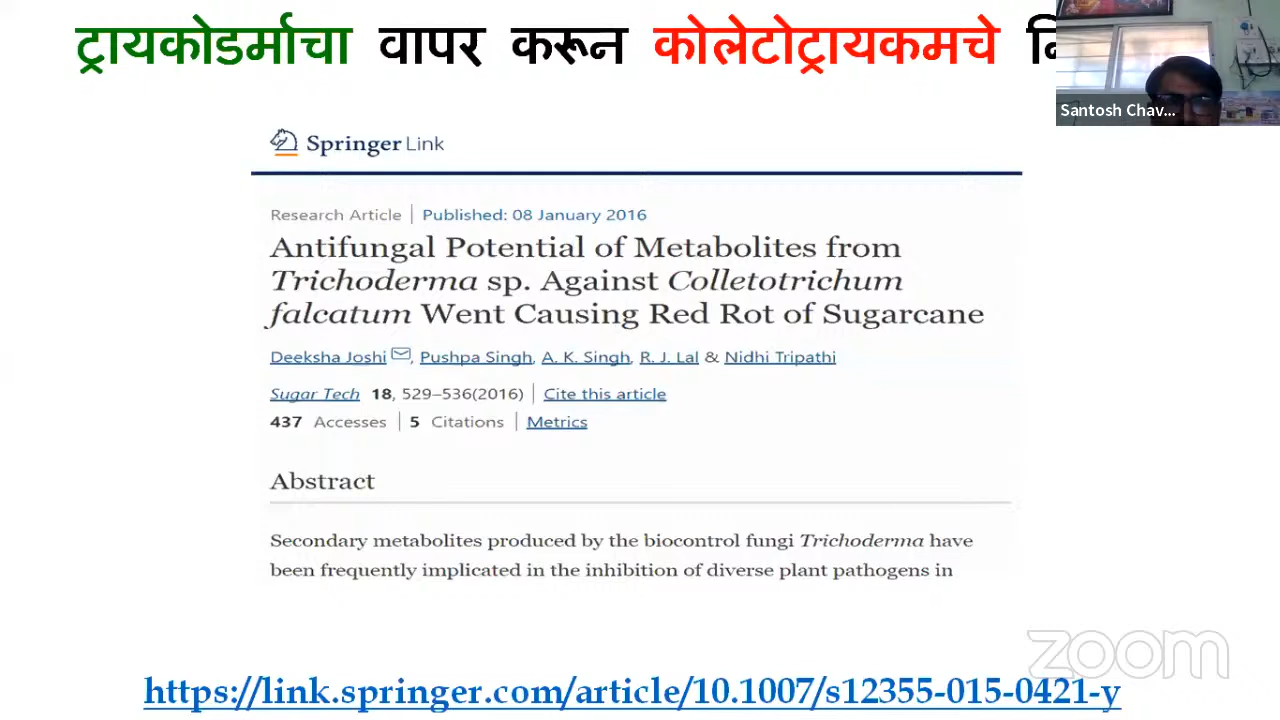 ट्रायकोडर्माचा वापर करून कोलेटोट्रायकमचे
Santosh Chav...
Springer Link
Research Article | Published: 08 January 2016
Antifungal Potential of Metabolites from
Trichoderma sp. Against Colletotrichum
falcatum Went Causing Red Rot of Sugarcane
Deeksha Joshi, Pushpa Singh, A. K. Singh, R. J. Lal & Nidhi Tripathi
Sugar Tech 18, 529–536(2016) | Cite this article
437 Accesses | 5 Citations | Metrics
Abstract
Secondary metabolites produced by the biocontrol fungi Trichoderma have
been frequently implicated in the inhibition of diverse plant pathogens in
zoom
https://link.springer.com/article/10.1007/s12355-015-0421-y